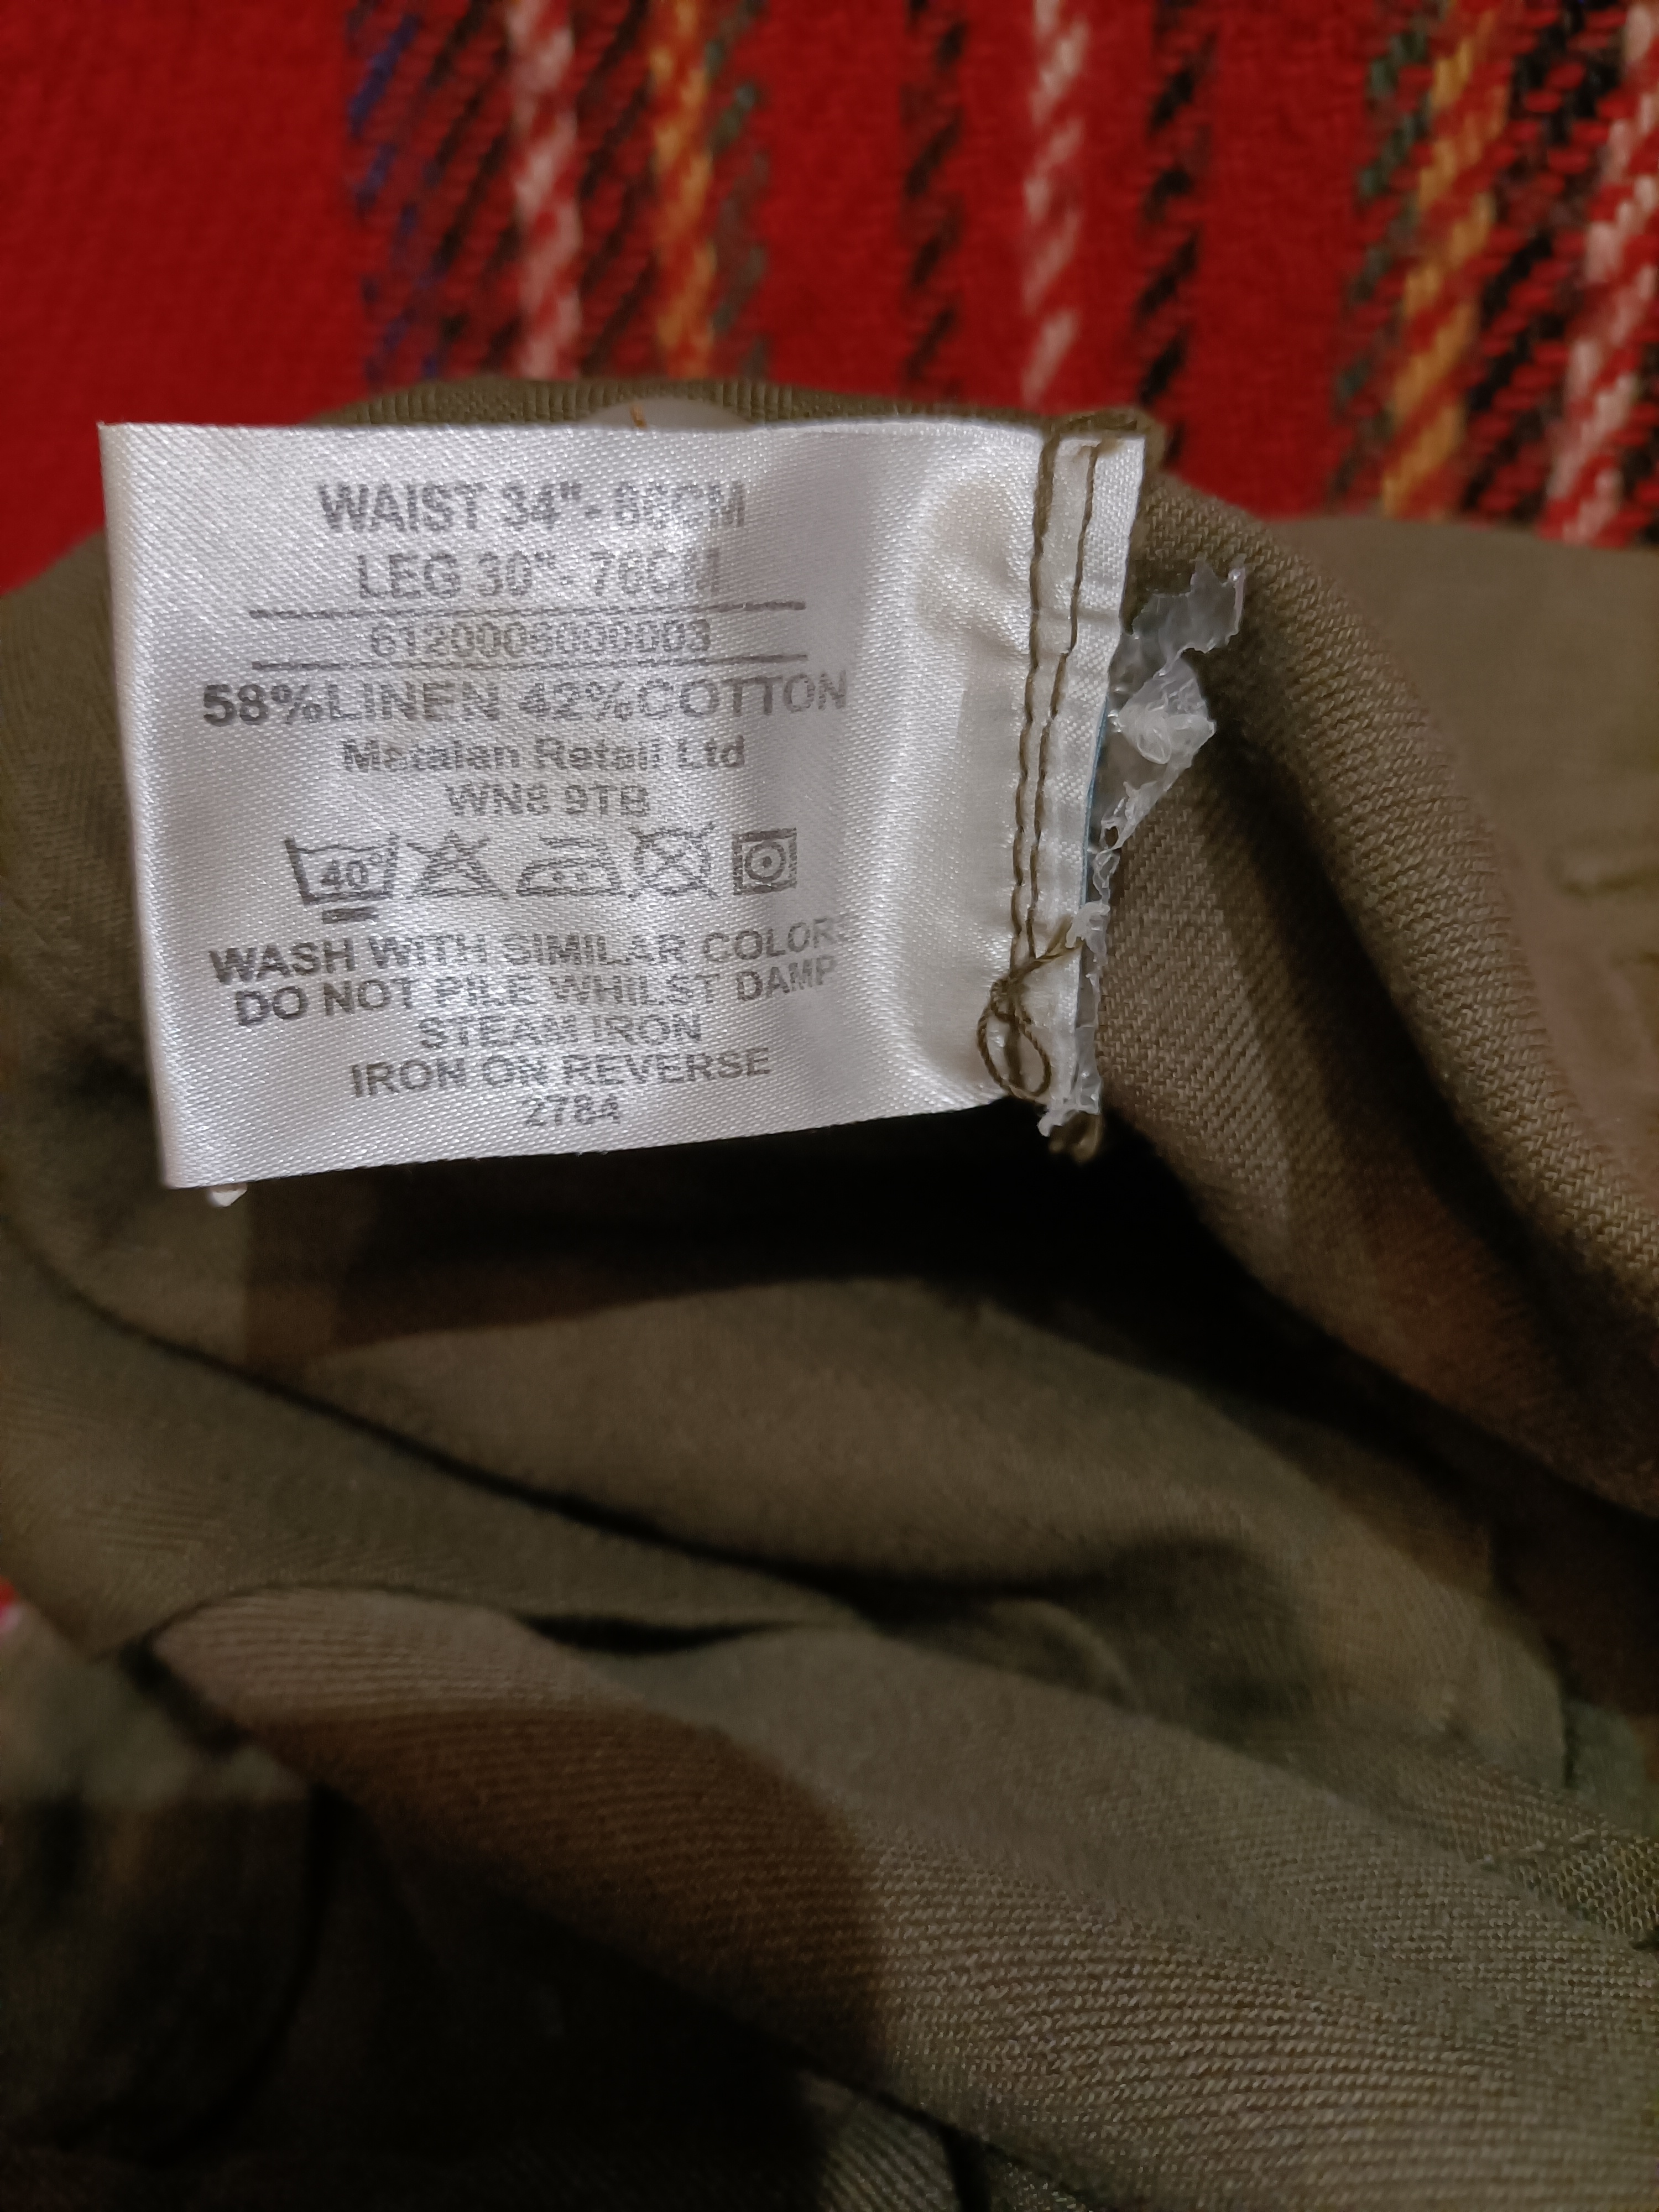 WAIST 34" - 86CM
LEG 30" - 76CM
6120006000003
58%LINEN 42%COTTON
Matalan Retail Ltd
WN8 9TB
40°
WASH WITH SIMILAR COLORS
DO NOT PILE WHILST DAMP
STEAM IRON
IRON ON REVERSE
2784